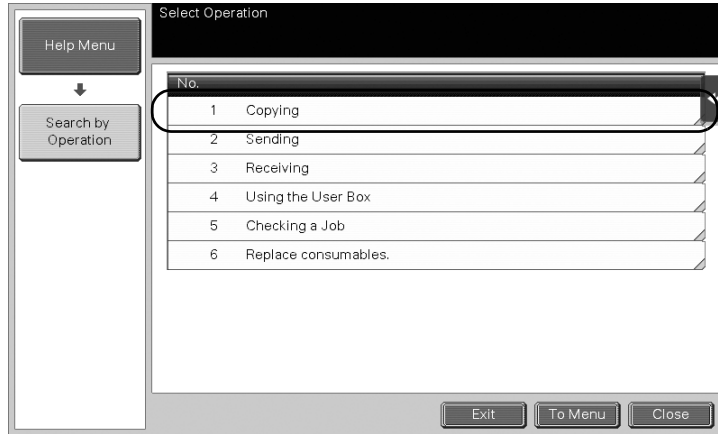 Select Operation
Help Menu
Search by
Operation
No.
1 Copying
2 Sending
3 Receiving
4 Using the User Box
5 Checking a Job
6 Replace consumables.
Exit To Menu Close